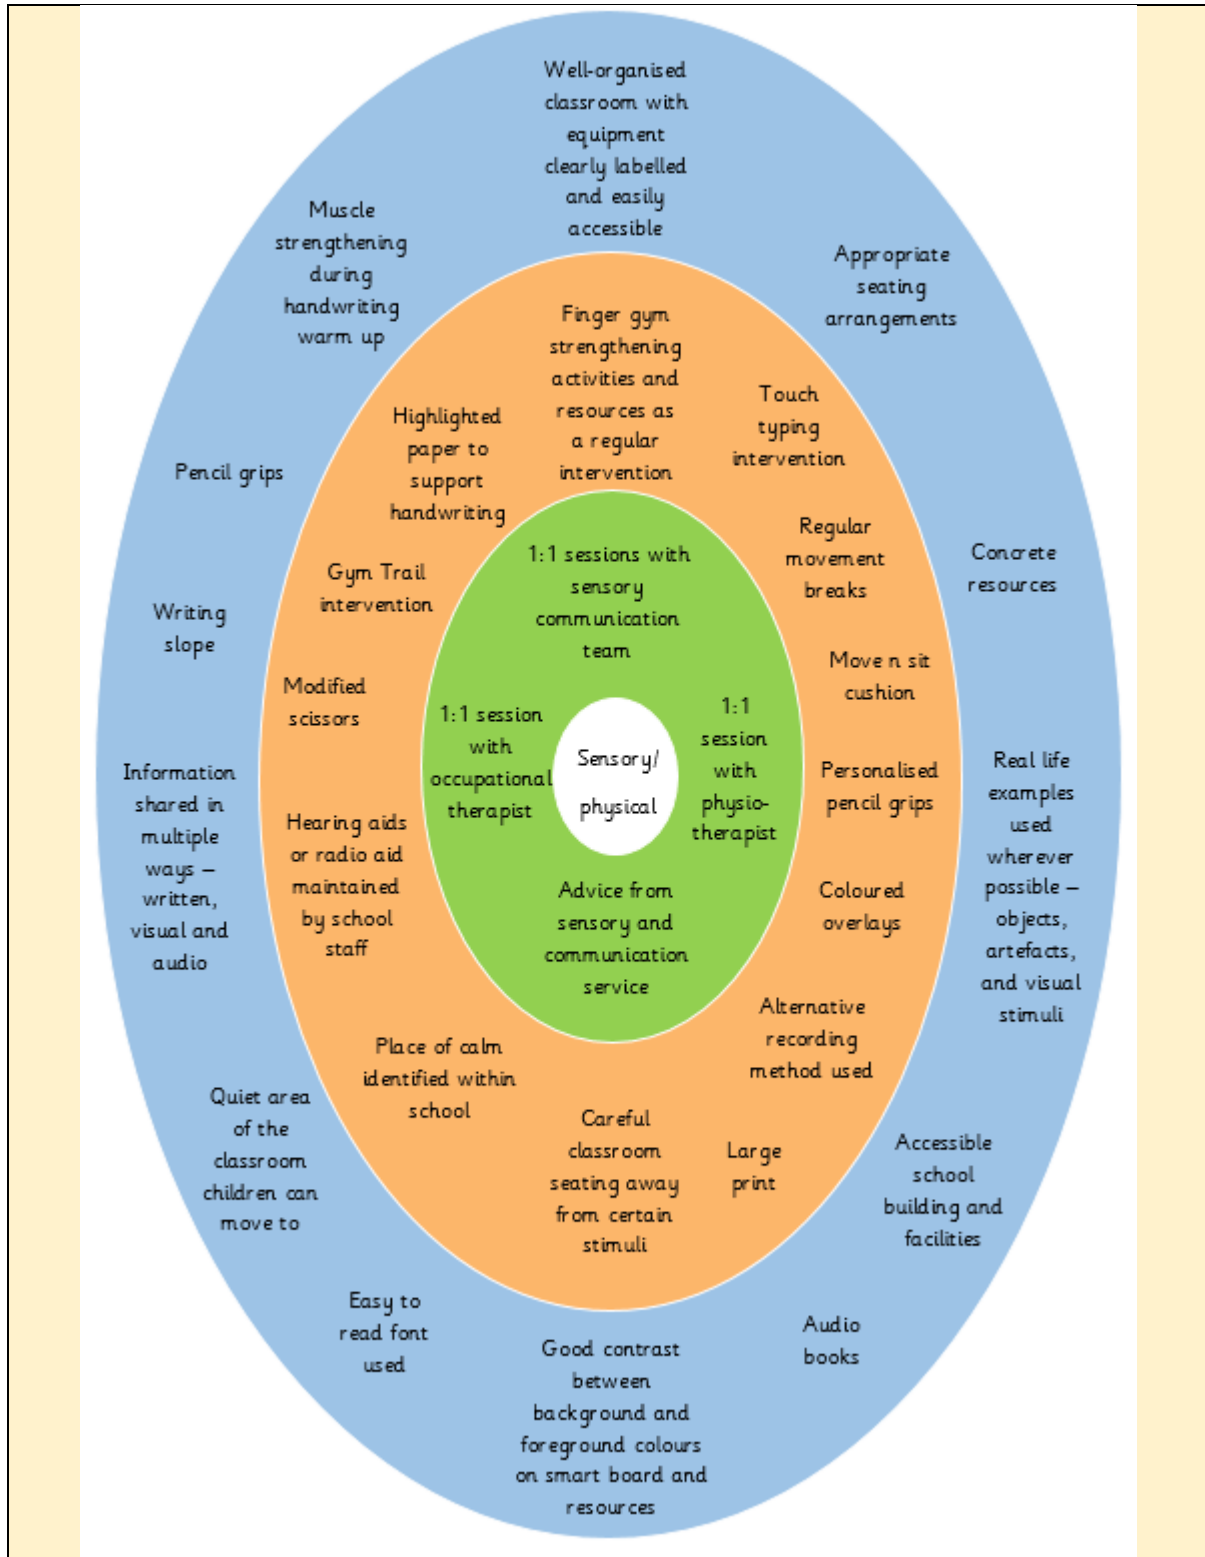 Well-organised
classroom with
equipment
clearly labelled
and easily
accessible
Muscle
strengthening
during
handwriting
warm up
Appropriate
seating
arrangements
Pencil grips
Concrete
resources
Writing
slope
Information
shared in
multiple
ways –
written,
visual and
audio
Real life
examples
used
wherever
possible –
objects,
artefacts,
and visual
stimuli
Quiet area
of the
classroom
children can
move to
Accessible
school
building and
facilities
Easy to
read font
used
Audio
books
Good contrast
between
background and
foreground colours
on smart board and
resources
Finger gym
strengthening
activities and
resources as
a regular
intervention
Highlighted
paper to
support
handwriting
Touch
typing
intervention
Gym Trail
intervention
Regular
movement
breaks
Modified
scissors
Move n sit
cushion
Hearing aids
or radio aid
maintained
by school
staff
Personalised
pencil grips
Coloured
overlays
Place of calm
identified within
school
Alternative
recording
method used
Careful
classroom
seating away
from certain
stimuli
Large
print
1:1 sessions with
sensory
communication
team
1:1 session
with
occupational
therapist
1:1
session
with
physio-
therapist
Advice from
sensory and
communication
service
Sensory/
physical